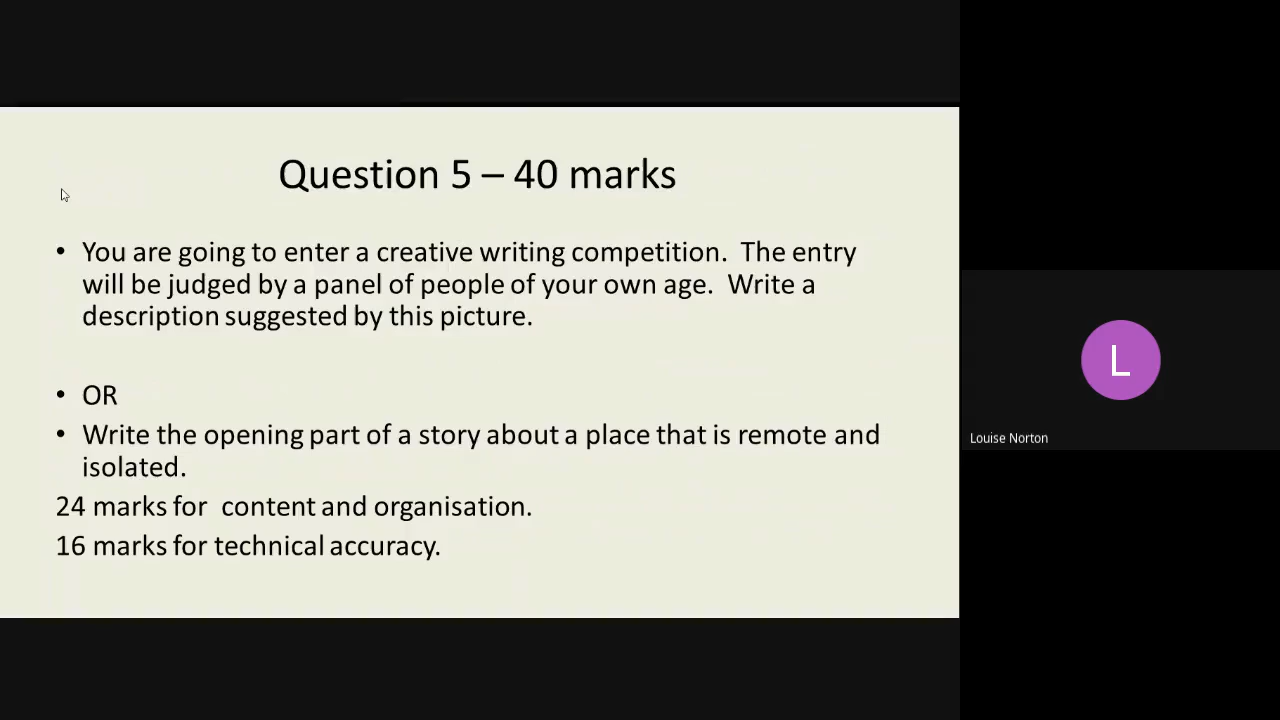 Question 5 – 40 marks
• You are going to enter a creative writing competition.  The entry
will be judged by a panel of people of your own age.  Write a
description suggested by this picture.
• OR
• Write the opening part of a story about a place that is remote and
isolated.
24 marks for  content and organisation.
16 marks for technical accuracy.
L
Louise Norton